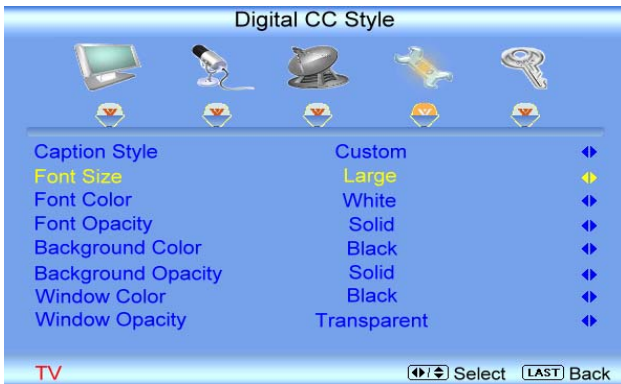 Digital CC Style
Caption Style Custom
Font Size Large
Font Color White
Font Opacity Solid
Background Color Black
Background Opacity Solid
Window Color Black
Window Opacity Transparent
TV Select LAST Back